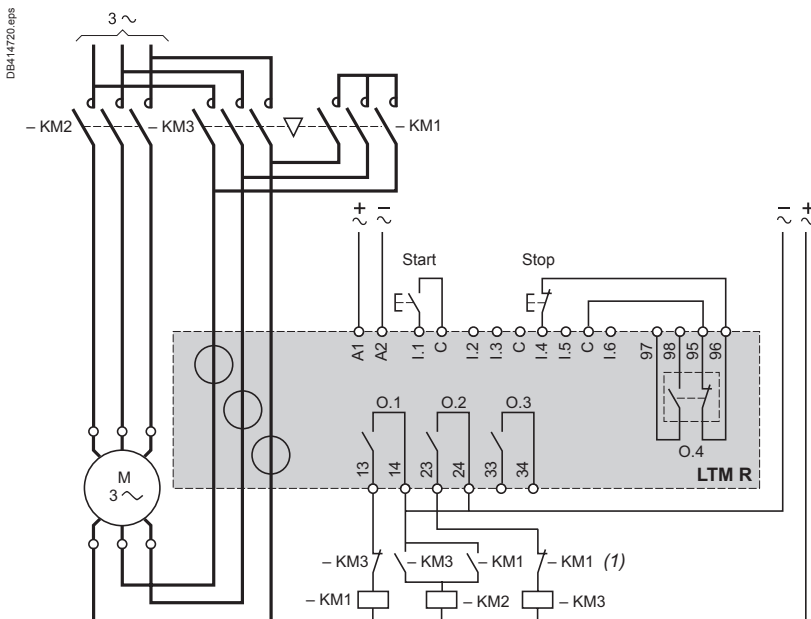 DB414720.eps
3 ∼
– KM2
– KM3
– KM1
+
∼
–
∼
–
∼
+
∼
Start
Stop
A1
A2
I.1
C
I.2
I.3
C
I.4
I.5
C
I.6
97
98
95
96
O.1
O.2
O.3
O.4
13
14
23
24
33
34
LTM R
M
3 ∼
– KM3
– KM3
– KM1
– KM1 (1)
– KM1
– KM2
– KM3